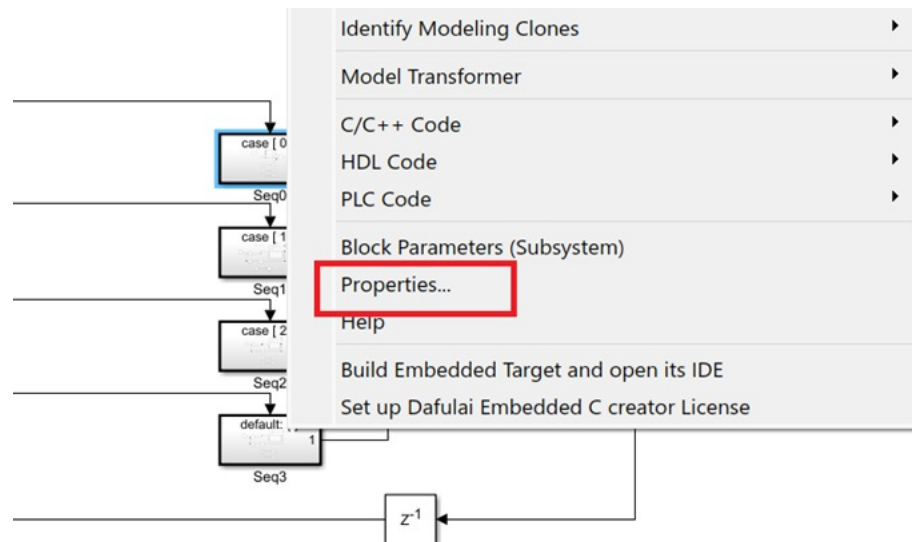 Identify Modeling Clones
Model Transformer
C/C++ Code
HDL Code
PLC Code
Block Parameters (Subsystem)
Properties...
Help
Build Embedded Target and open its IDE
Set up Dafulai Embedded C creator License
case [ 0
Seq0
case [ 1
Seq1
case [ 2
Seq2
default:
1
Seq3
Z-1